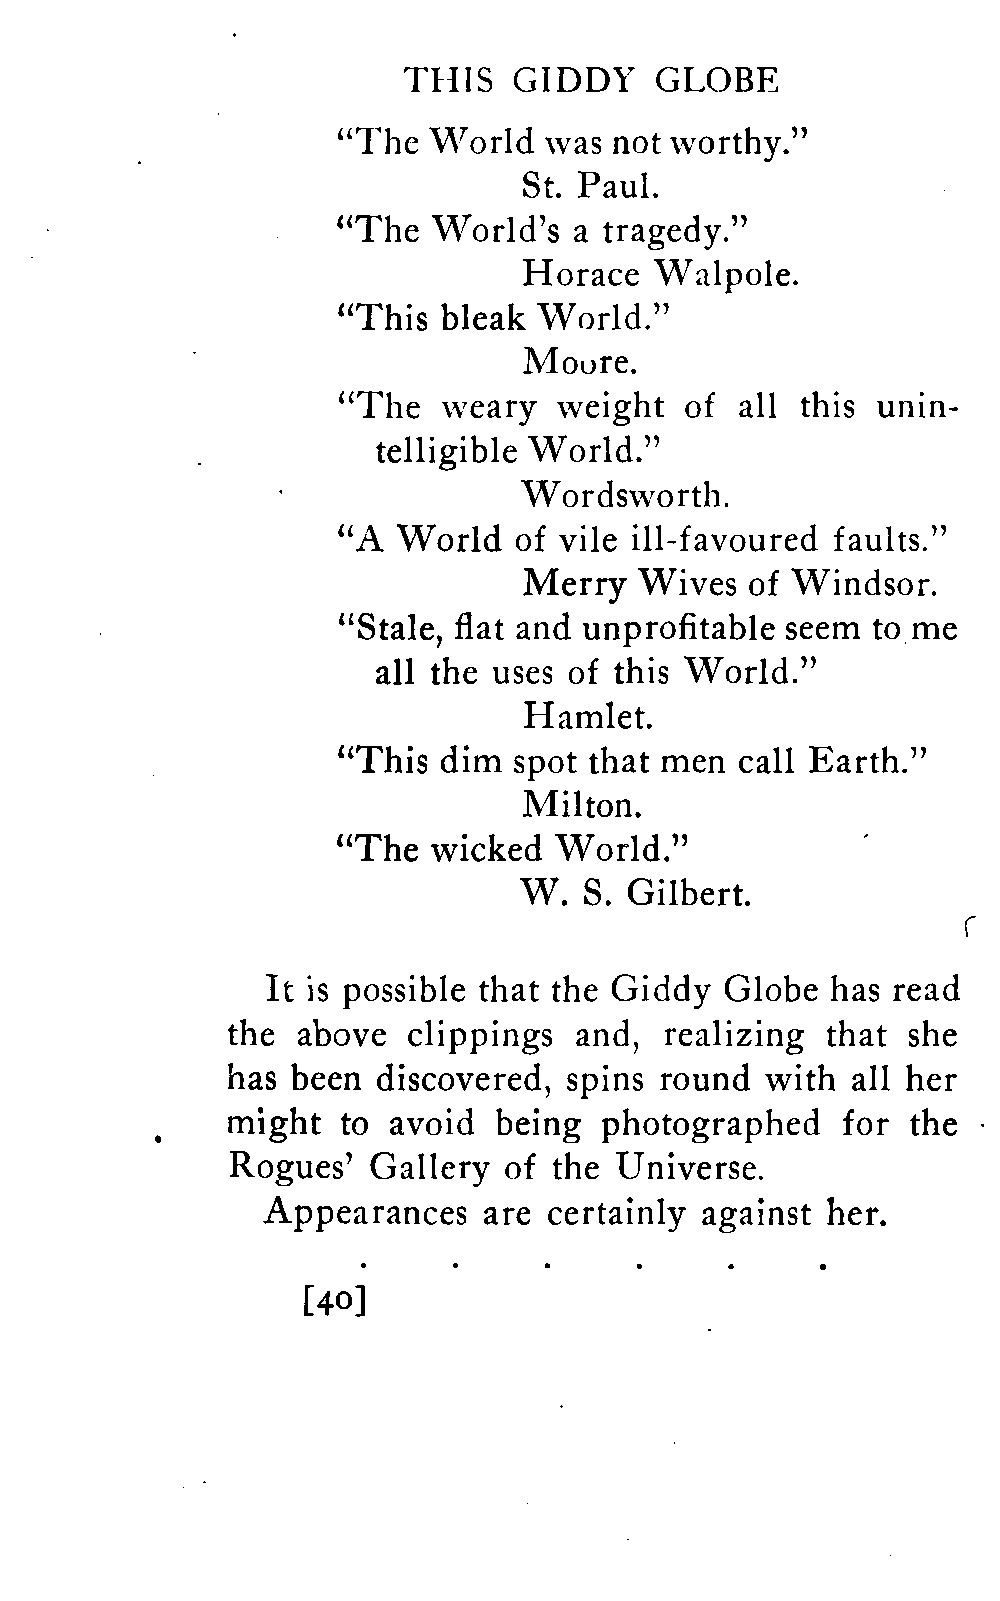 THIS GIDDY GLOBE
“The World was not worthy.”
St. Paul.
“The World's a tragedy.”
Horace Walpole.
“This bleak World.”
Moore.
“The weary weight of all this unin-
telligible World.”
Wordsworth.
“A World of vile ill-favoured faults.”
Merry Wives of Windsor.
“Stale, flat and unprofitable seem to me
all the uses of this World.”
Hamlet.
“This dim spot that men call Earth.”
Milton.
“The wicked World.”
W. S. Gilbert.
It is possible that the Giddy Globe has read
the above clippings and, realizing that she
has been discovered, spins round with all her
might to avoid being photographed for the
Rogues’ Gallery of the Universe.
Appearances are certainly against her.
. . . . . .
[40]